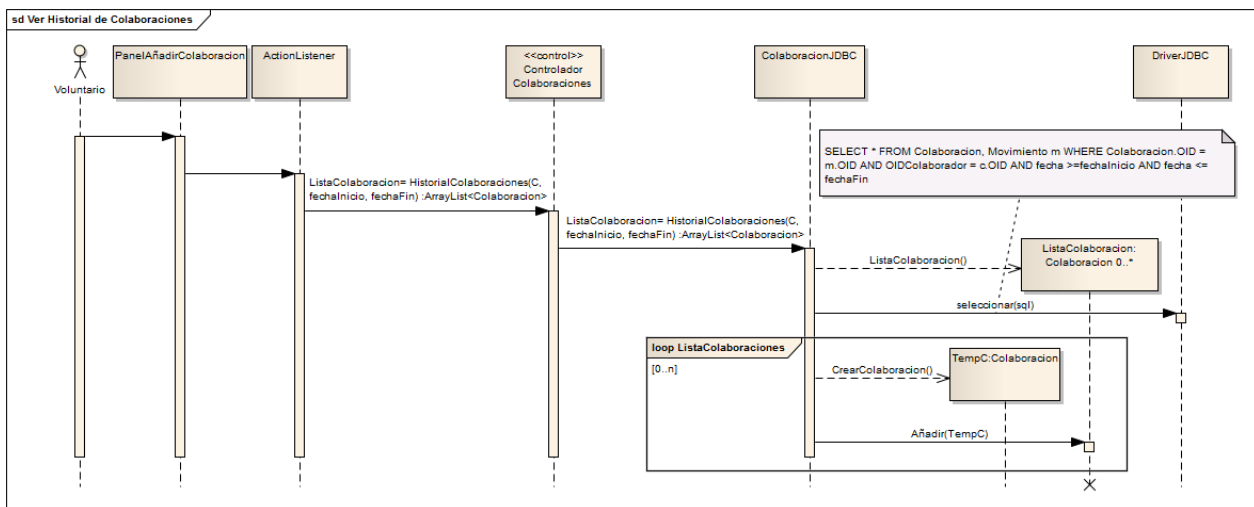 sd Ver Historial de Colaboraciones
Voluntario
PanelAñadirColaboracion
ActionListener
<<control>>
Controlador
Colaboraciones
ColaboracionJDBC
DriverJDBC
SELECT * FROM Colaboracion, Movimiento m WHERE Colaboracion.OID =
m.OID AND OIDColaborador = c.OID AND fecha >=fechaInicio AND fecha <=
fechaFin
ListaColaboracion= HistorialColaboraciones(C,
fechaInicio, fechaFin) :ArrayList<Colaboracion>
ListaColaboracion= HistorialColaboraciones(C,
fechaInicio, fechaFin) :ArrayList<Colaboracion>
ListaColaboracion()
ListaColaboracion:
Colaboracion 0..*
seleccionar(sql)
loop ListaColaboraciones
[0..n]
CrearColaboracion()
TempC:Colaboracion
Añadir(TempC)